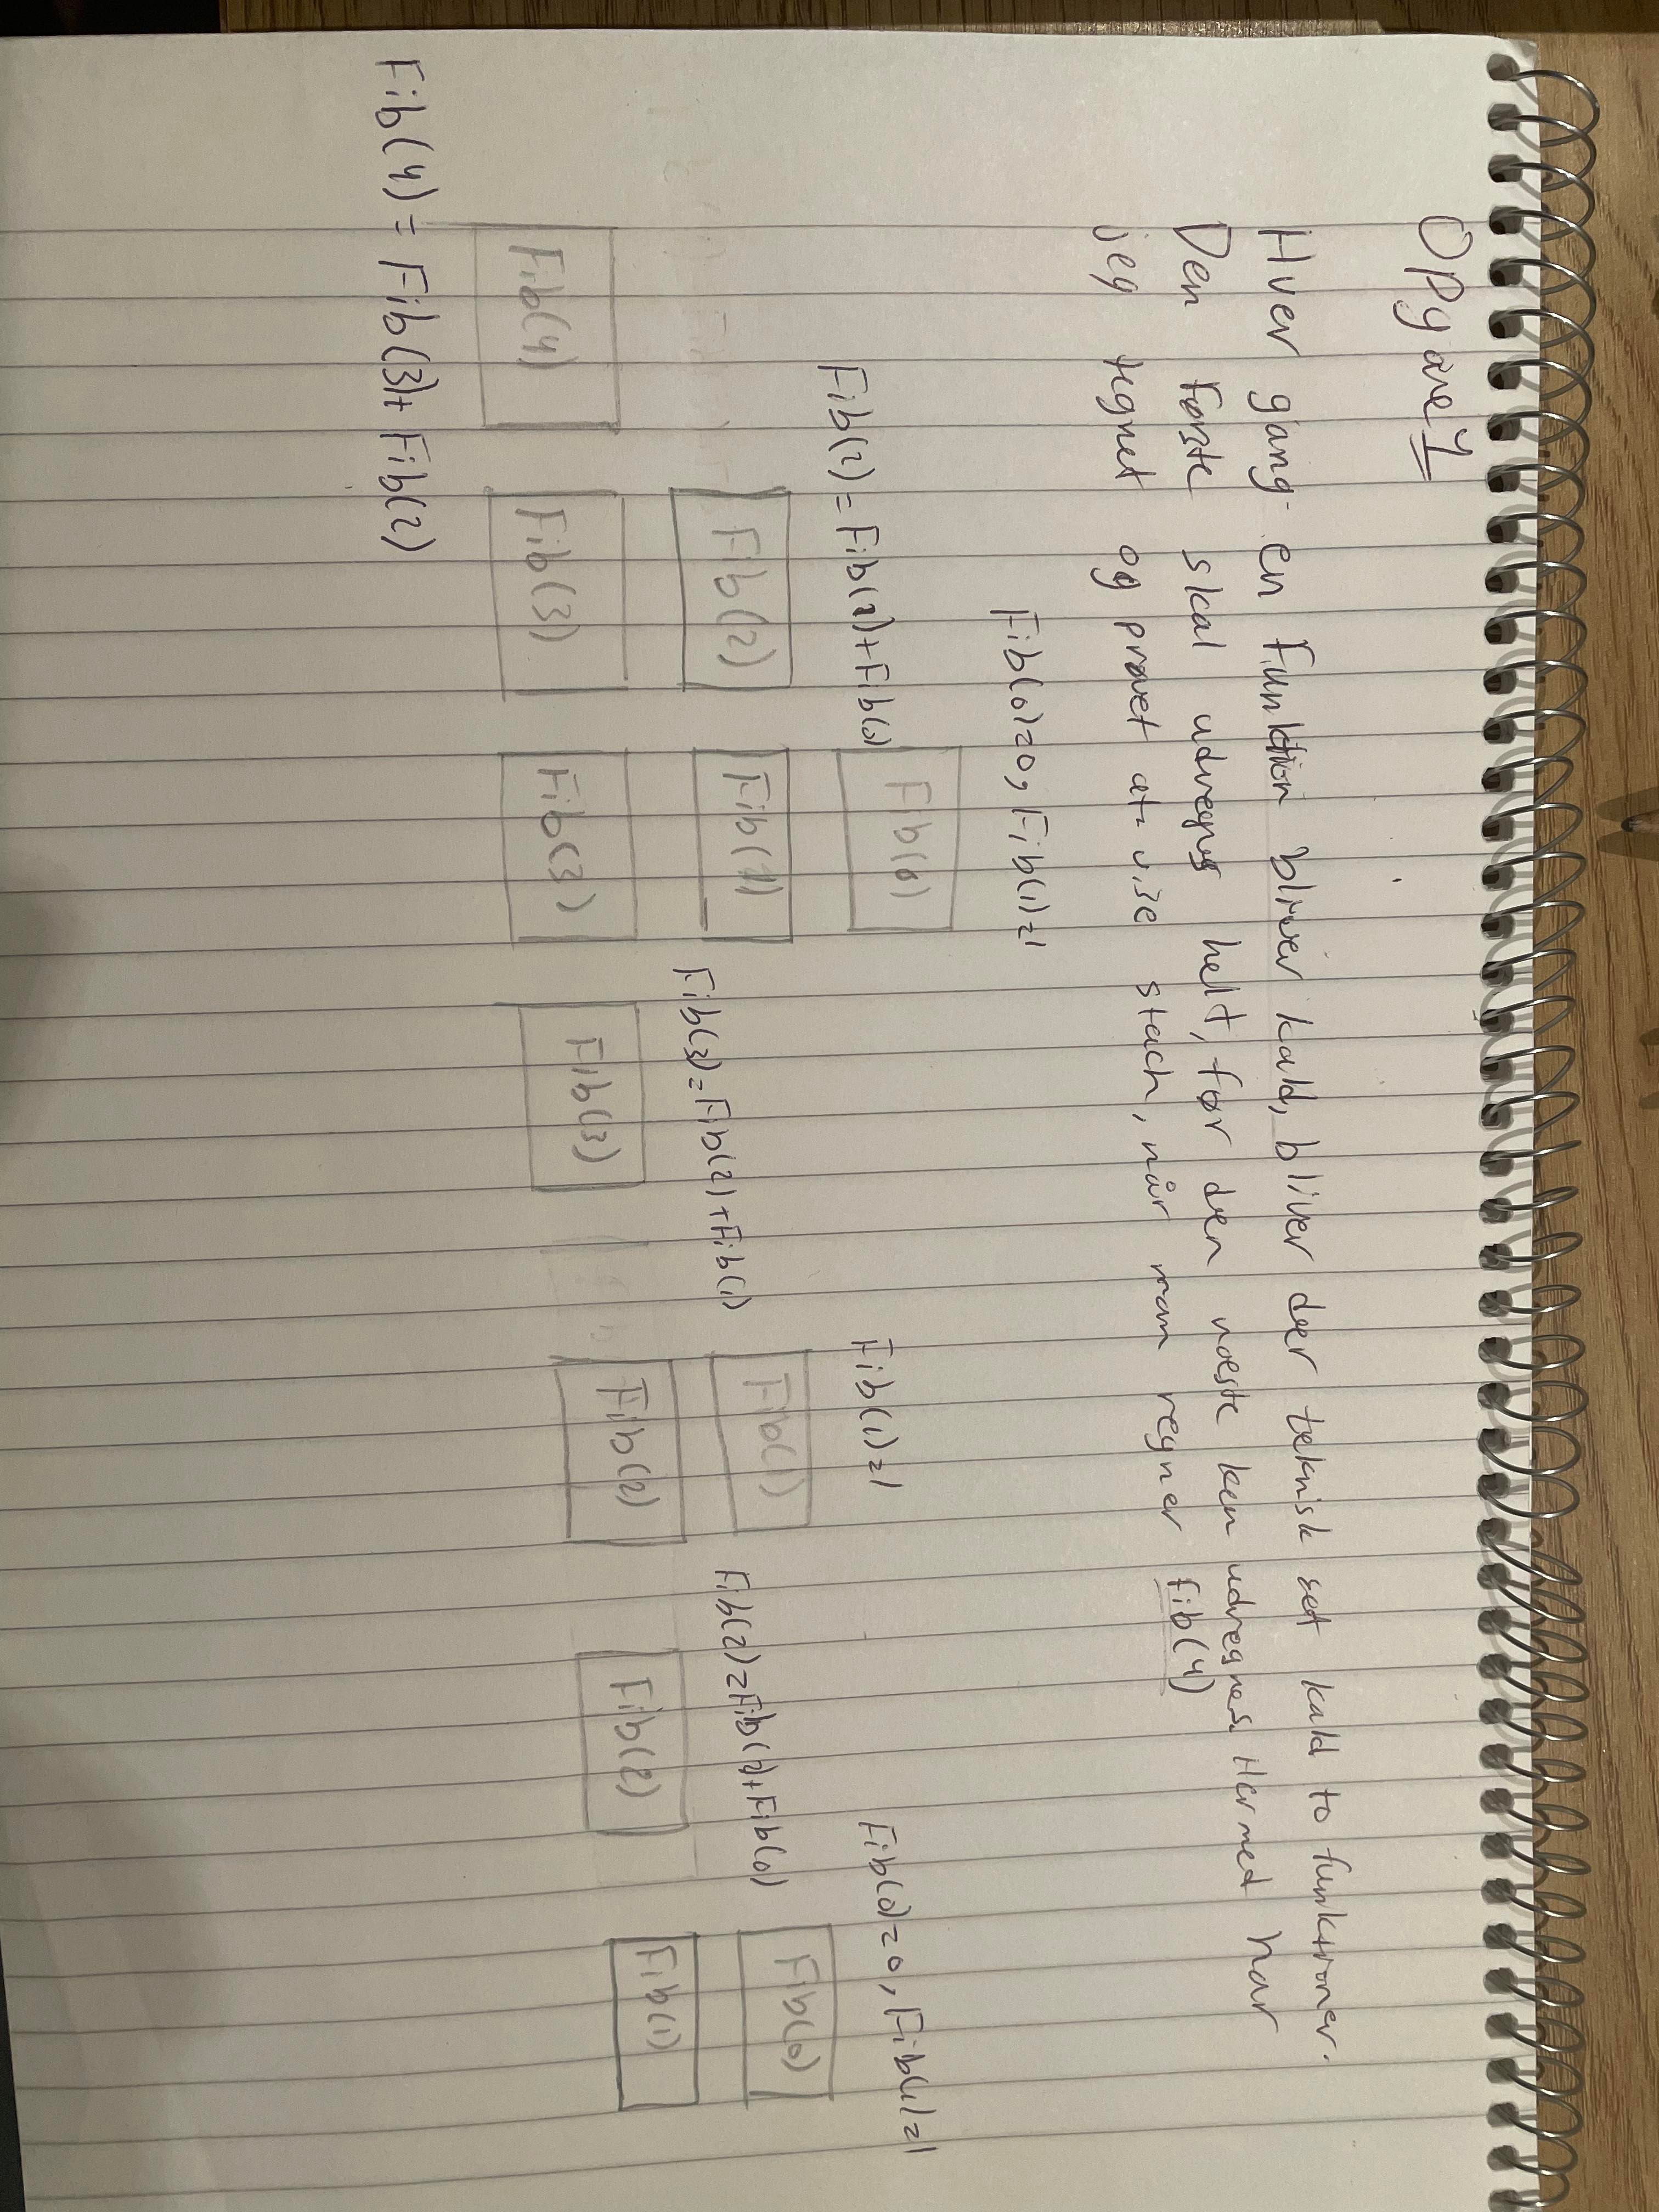 Opgave 1
Hver gang en Funktion bliver kald, bliver der teknisk set kald to funktioner.
Den Første skal udregnes helt, før den næste kan udregnes. Hermed har
jeg tegnet og prøvet at vise stach, når man regner Fib(4)
Fib(0)=0, Fib(1)=1
Fib(0)
Fib(2) = Fib(1)+Fib(0)
Fib(1)=1
Fib(0)=0, Fib(1)=1
Fib(2)
Fib(1)
Fib(3)=Fib(2)+Fib(1)
Fib(1)
Fib(2)=Fib(1)+Fib(0)
Fib(0)
Fib(4)
Fib(3)
Fib(3)
Fib(3)
Fib(2)
Fib(2)
Fib(1)
Fib(4) = Fib(3)+ Fib(2)